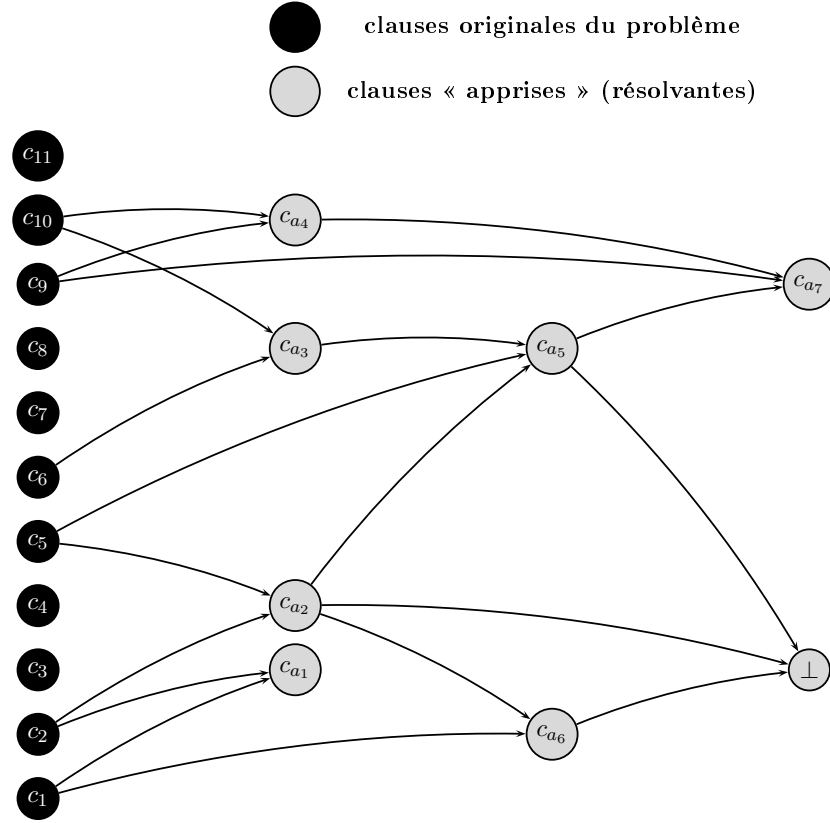 clauses originales du problème
clauses « apprises » (résolvantes)
c11
c10
ca4
c9
ca7
c8
ca3
ca5
c7
c6
c5
c4
ca2
c3
ca1
⊥
c2
ca6
c1